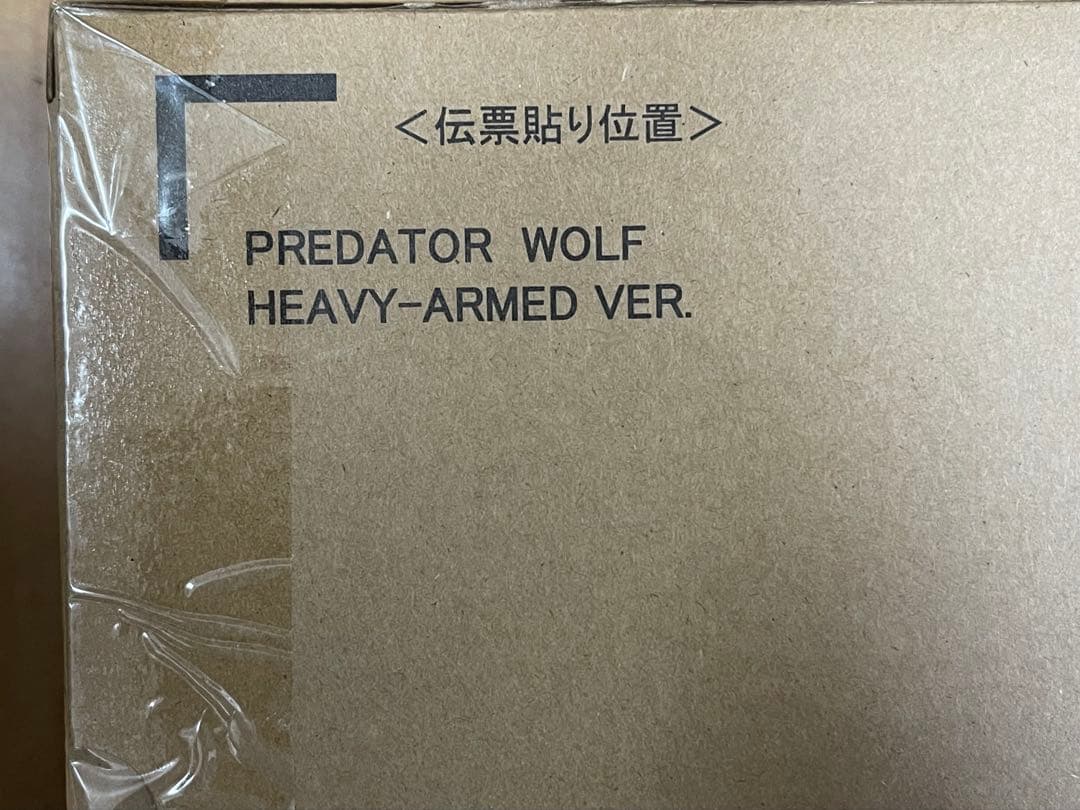 <伝票貼り位置>
PREDATOR WOLF
HEAVY-ARMED VER.